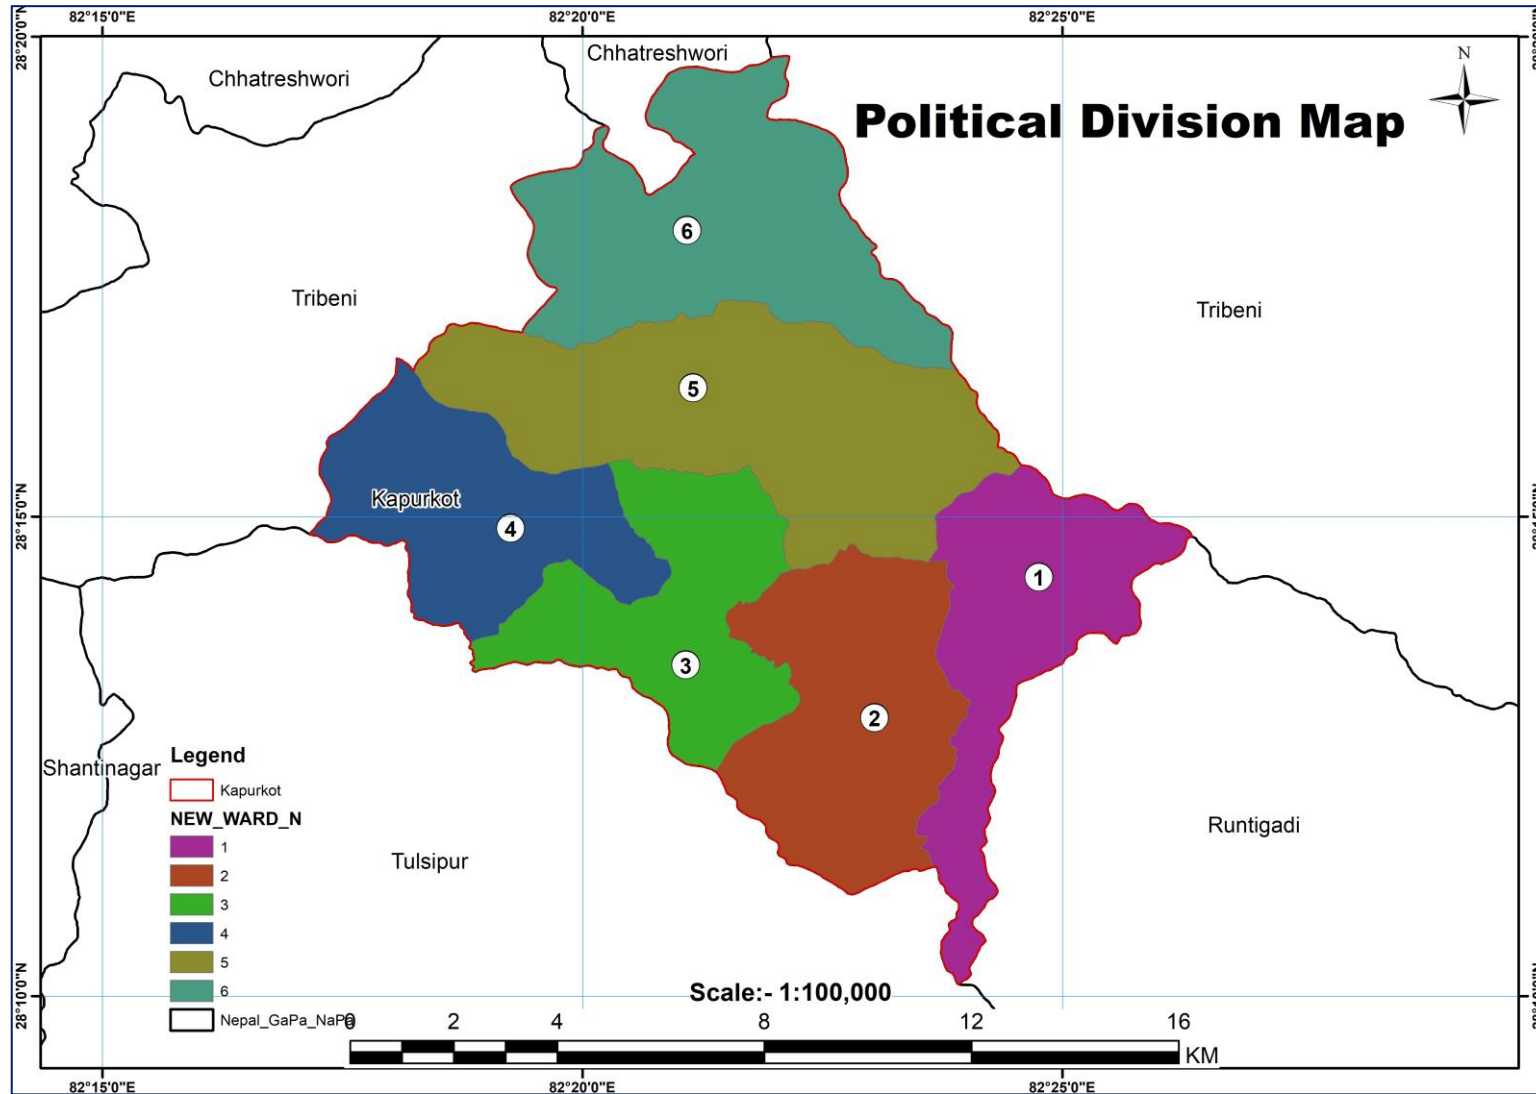 82°15'0"E
82°20'0"E
82°25'0"E
28°20'0"N
Chhatreshwori
Chhatreshwori
N
Political Division Map
6
Tribeni
Tribeni
5
Kapurkot
4
28°15'0"N
1
3
2
Shantinagar
Tulsipur
Runtigadi
Legend
Kapurkot
NEW_WARD_N
1
2
3
4
5
6
Nepal_GaPa_NaPa
28°10'0"N
Scale:- 1:100,000
0 2 4 8 12 16
KM
82°15'0"E
82°20'0"E
82°25'0"E